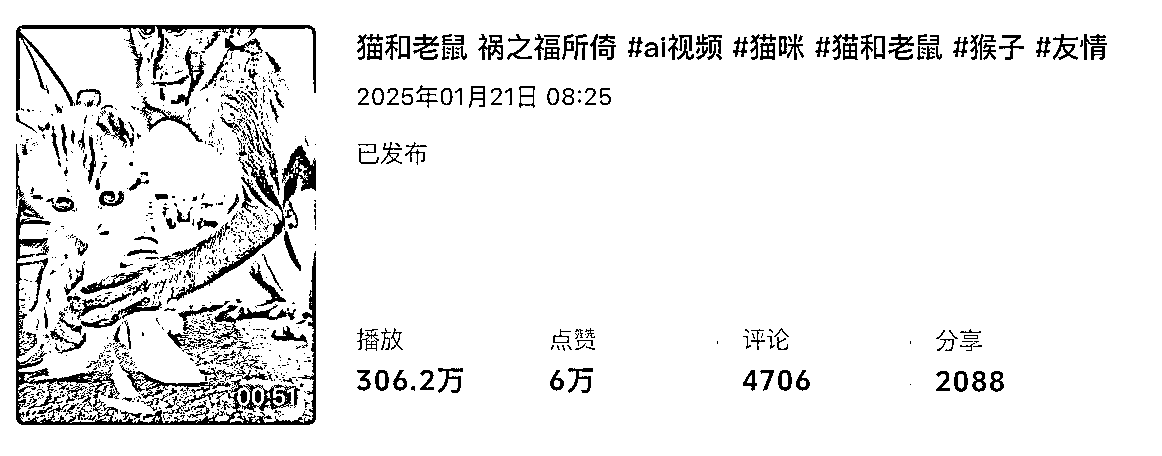 猫和老鼠 祸之福所倚 #ai视频 #猫咪 #猫和老鼠 #猴子 #友情
2025年01月21日 08:25
已发布
播放 点赞 评论 分享
306.2万 6万 4706 2088
00:51